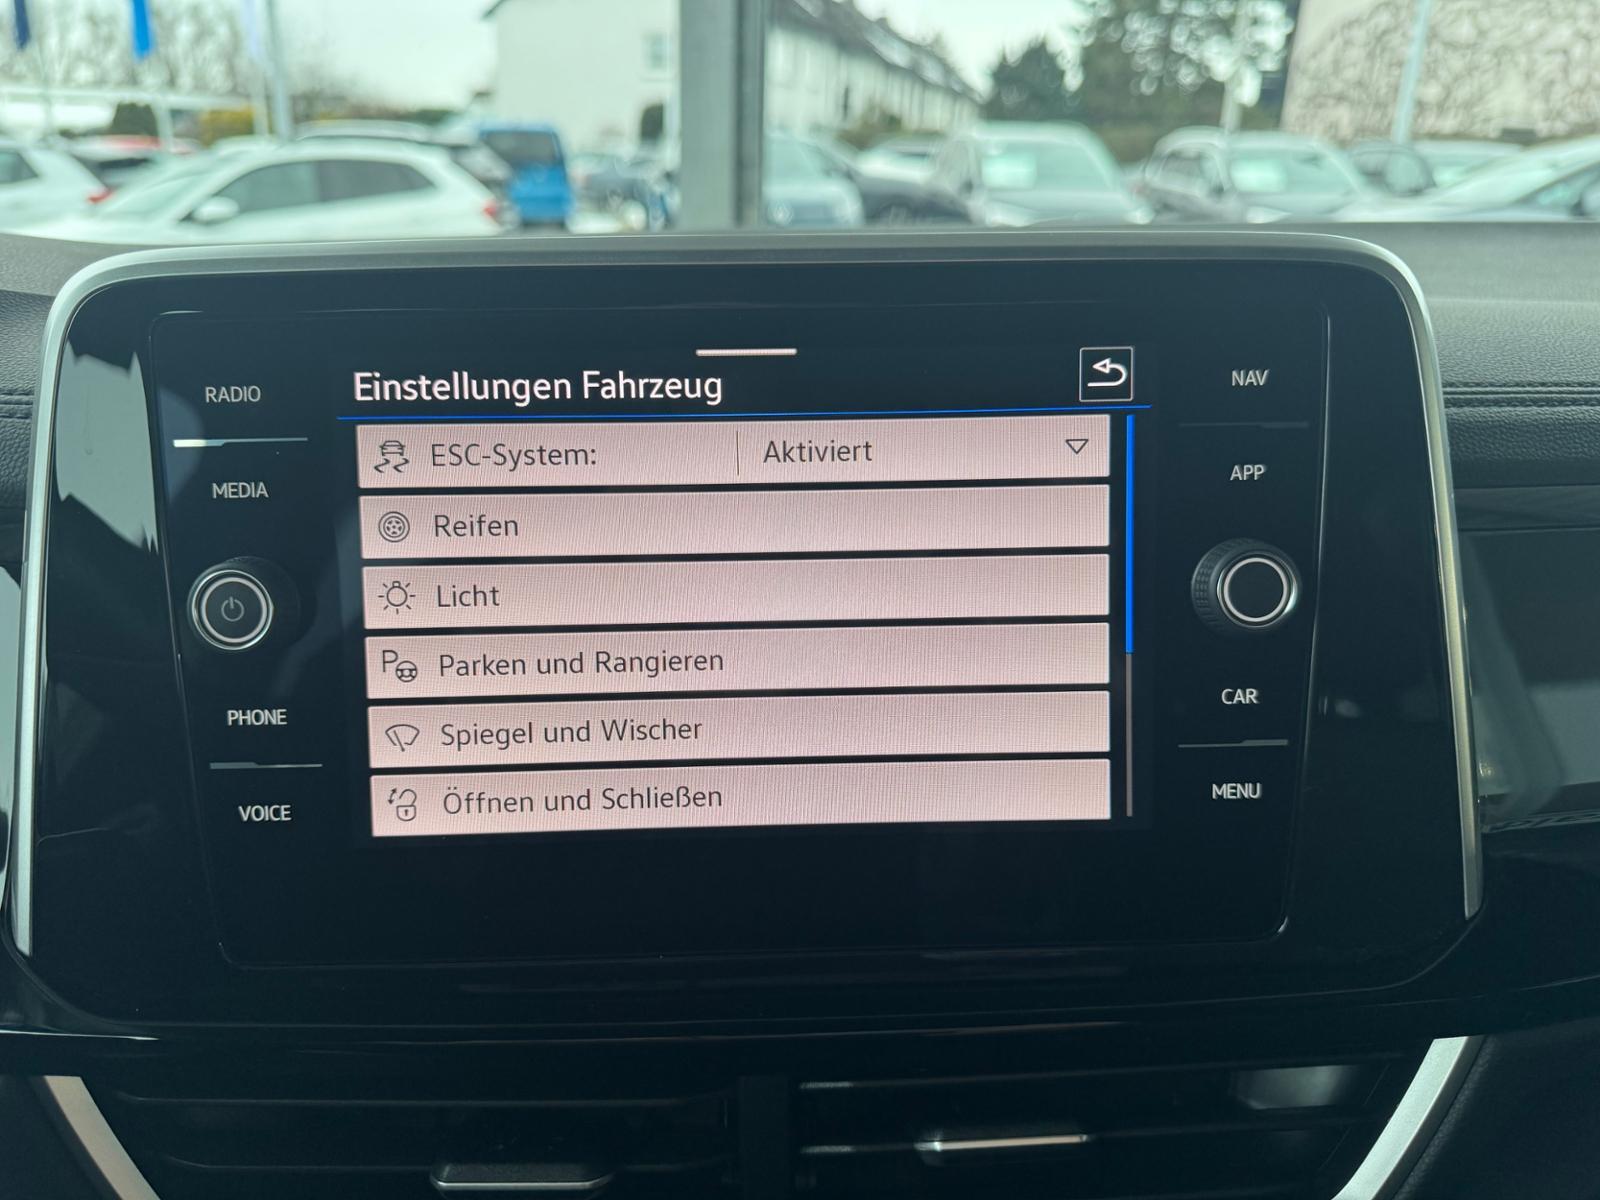 Einstellungen Fahrzeug
ESC-System: Aktiviert
Reifen
Licht
Parken und Rangieren
Spiegel und Wischer
Öffnen und Schließen
RADIO
MEDIA
PHONE
VOICE
NAV
APP
CAR
MENU